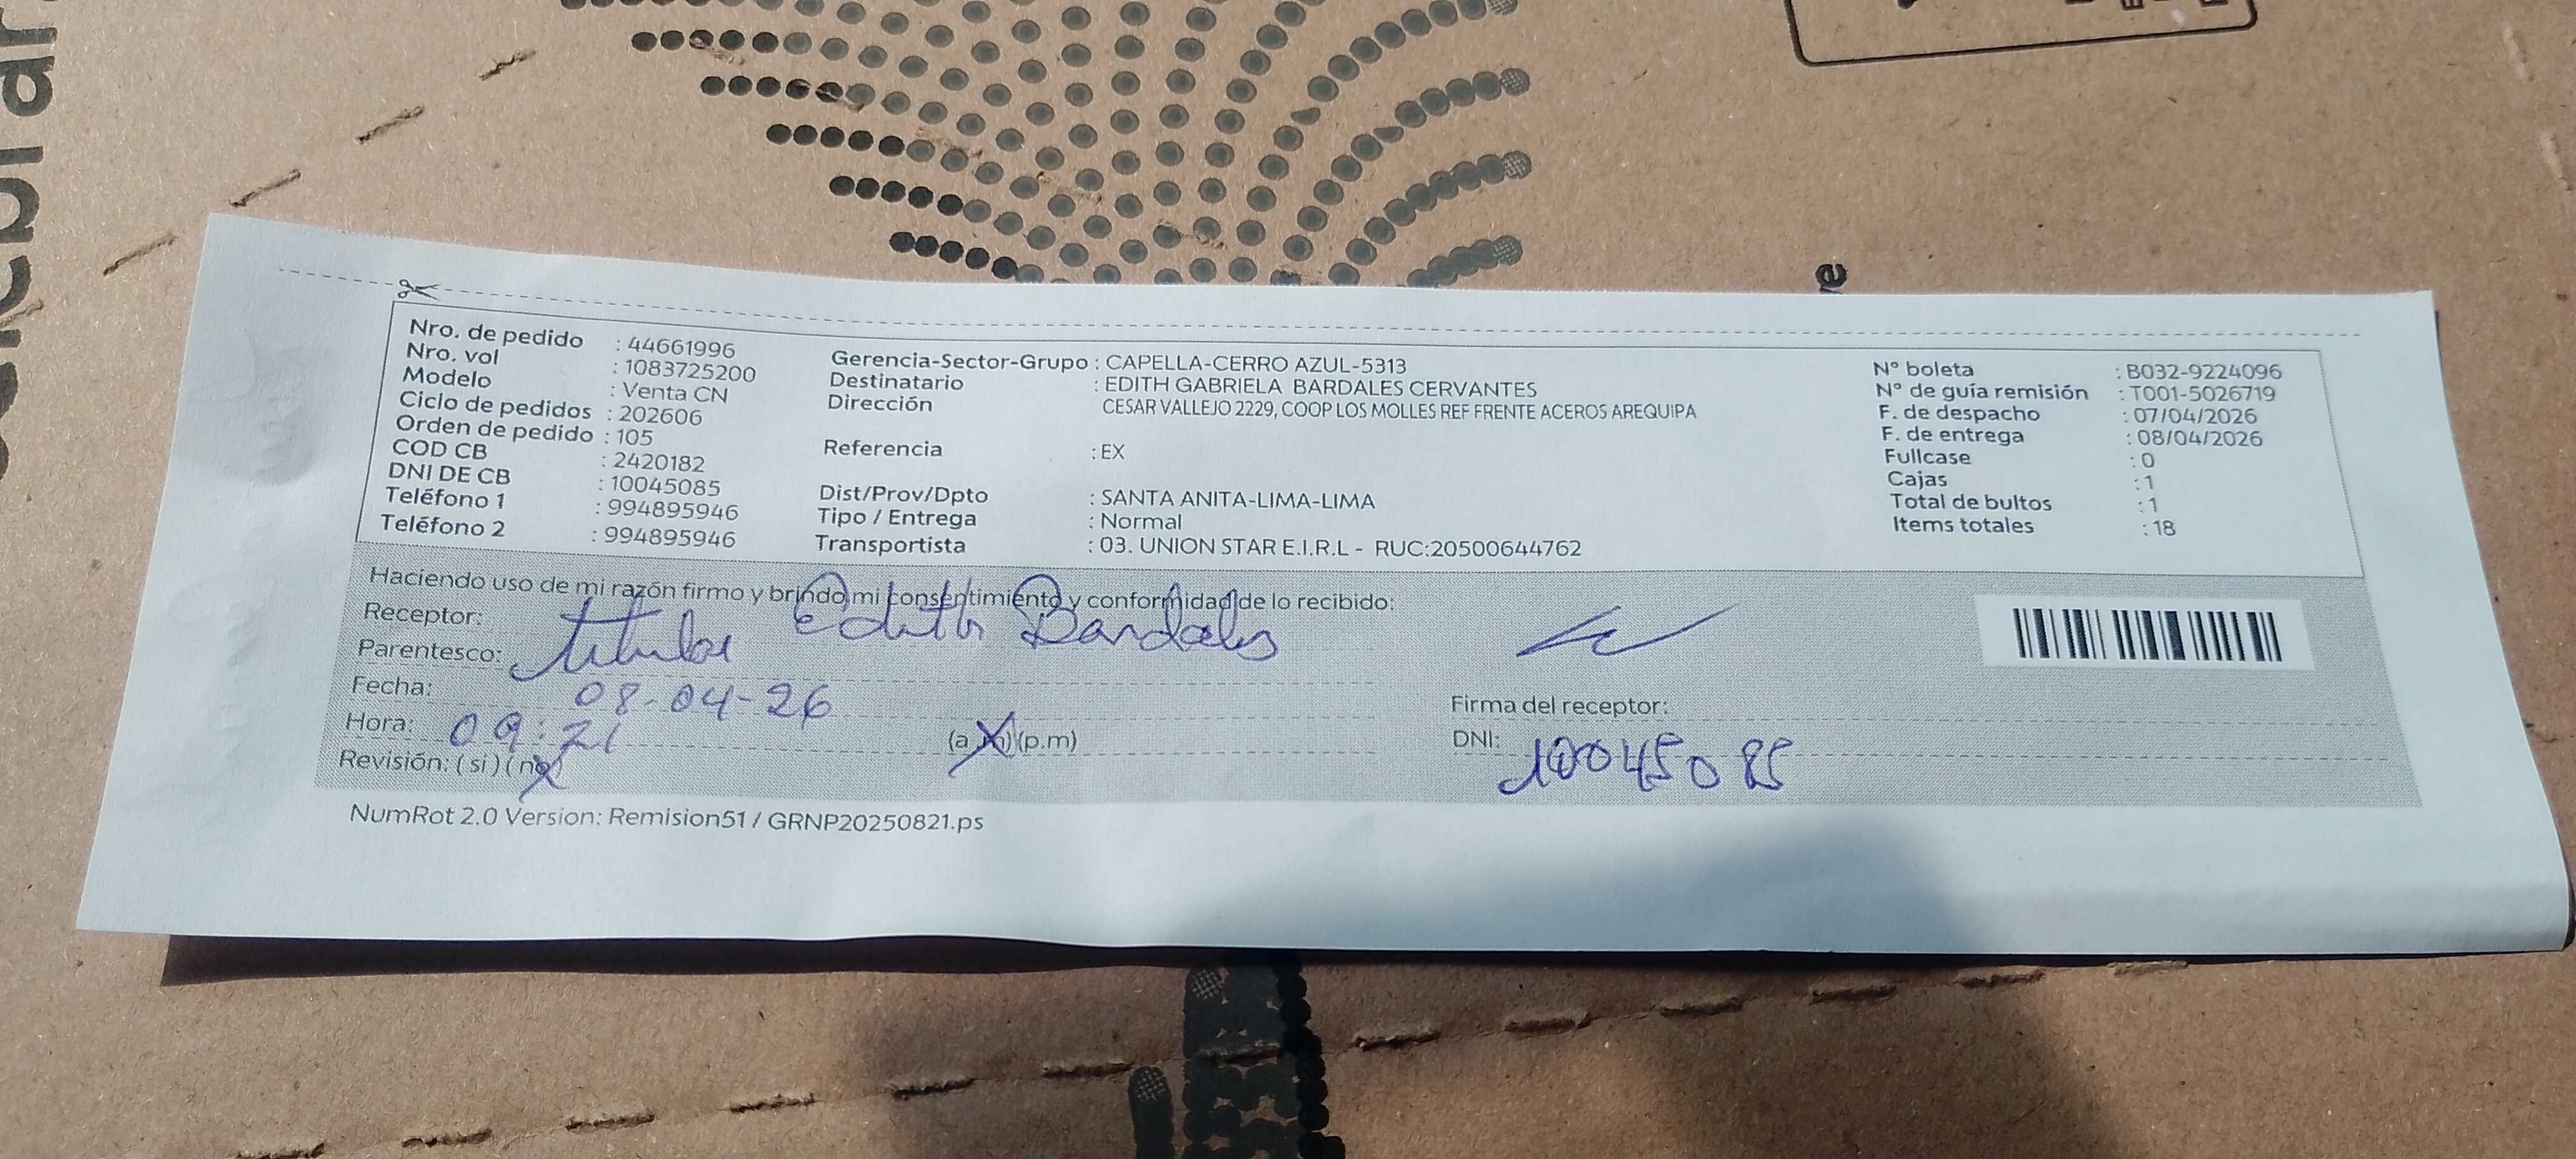 Nro. de pedido : 44661996
Nro. vol : 1083725200
Modelo : Venta CN
Ciclo de pedidos : 202606
Orden de pedido : 105
COD CB : 2420182
DNI DE CB : 10045085
Teléfono 1 : 994895946
Teléfono 2 : 994895946
Gerencia-Sector-Grupo : CAPELLA-CERRO AZUL-5313
Destinatario : EDITH GABRIELA BARDALES CERVANTES
Dirección CESAR VALLEJO 2229, COOP LOS MOLLES REF FRENTE ACEROS AREQUIPA
Referencia : EX
Dist/Prov/Dpto : SANTA ANITA-LIMA-LIMA
Tipo / Entrega : Normal
Transportista : 03. UNION STAR E.I.R.L - RUC:20500644762
N° boleta : B032-9224096
N° de guía remisión : T001-5026719
F. de despacho : 07/04/2026
F. de entrega : 08/04/2026
Fullcase : 0
Cajas : 1
Total de bultos : 1
Items totales : 18
Haciendo uso de mi razón firmo y brindo mi consentimiento y conformidad de lo recibido:
Receptor: Edith Bardales
Parentesco: titular
Fecha: 08-04-26
Hora: 09:21 (a.m) (p.m)
Revisión: (si) (no)
Firma del receptor:
DNI: 10045085
NumRot 2.0 Version: Remision51 / GRNP20250821.ps